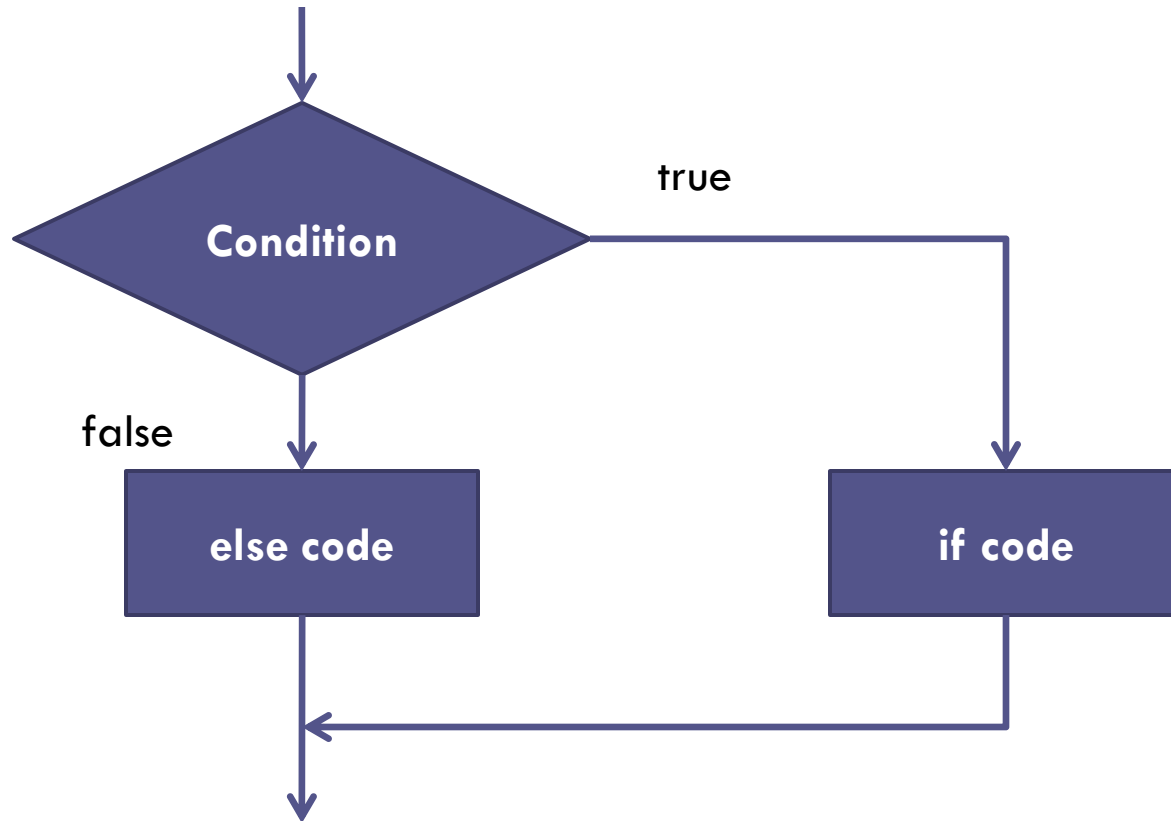 true
Condition
false
else code
if code